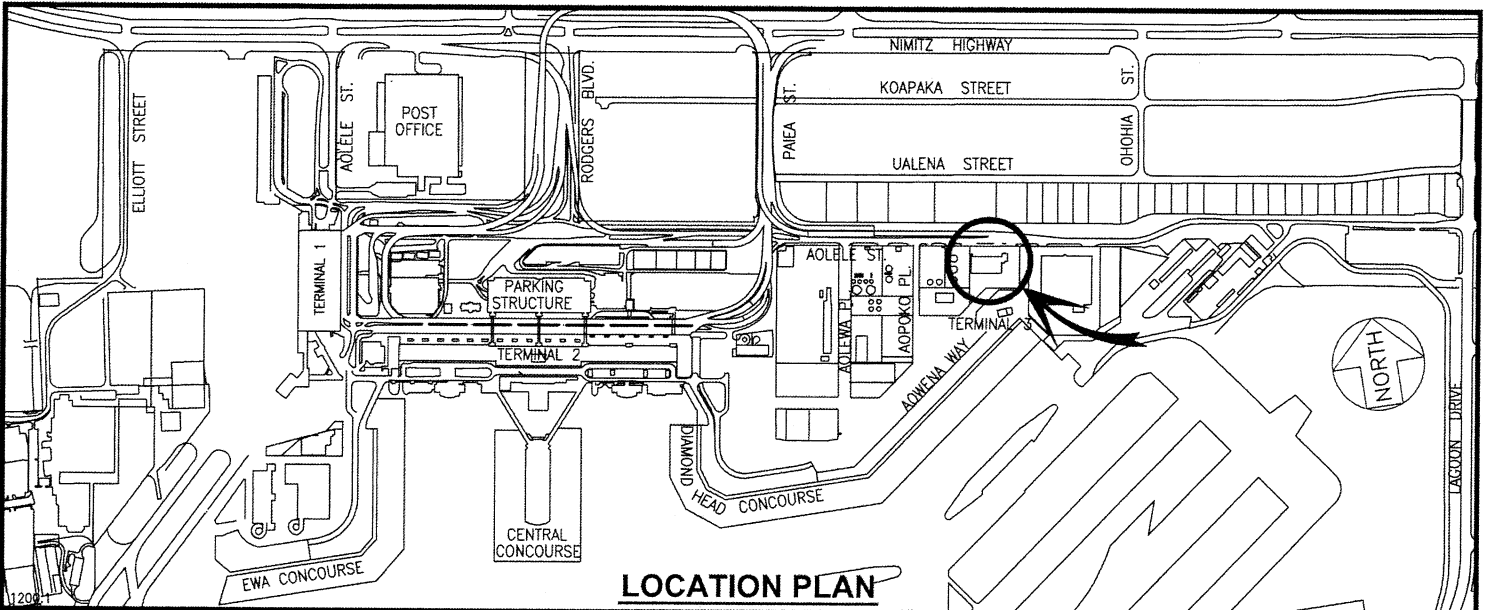 NIMITZ HIGHWAY
KOAPAKA STREET
UALENA STREET
ELLIOTT STREET
AOLELE ST.
POST
OFFICE
RODGERS BLVD.
PAIEA ST.
OHOHIA ST.
TERMINAL 1
PARKING
STRUCTURE
TERMINAL 2
AOLELE ST.
AOLEWA PL.
AOPOKO PL.
TERMINAL 3
AOWENA WAY
NORTH
LAGOON DRIVE
DIAMOND HEAD CONCOURSE
CENTRAL
CONCOURSE
EWA CONCOURSE
LOCATION PLAN